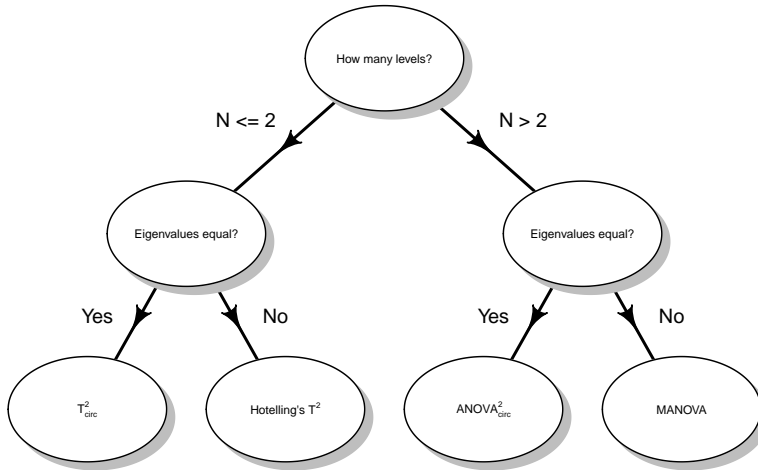 How many levels?
N <= 2
N > 2
Eigenvalues equal?
Eigenvalues equal?
Yes
No
Yes
No
T²circ
Hotelling's T²
ANOVA²circ
MANOVA